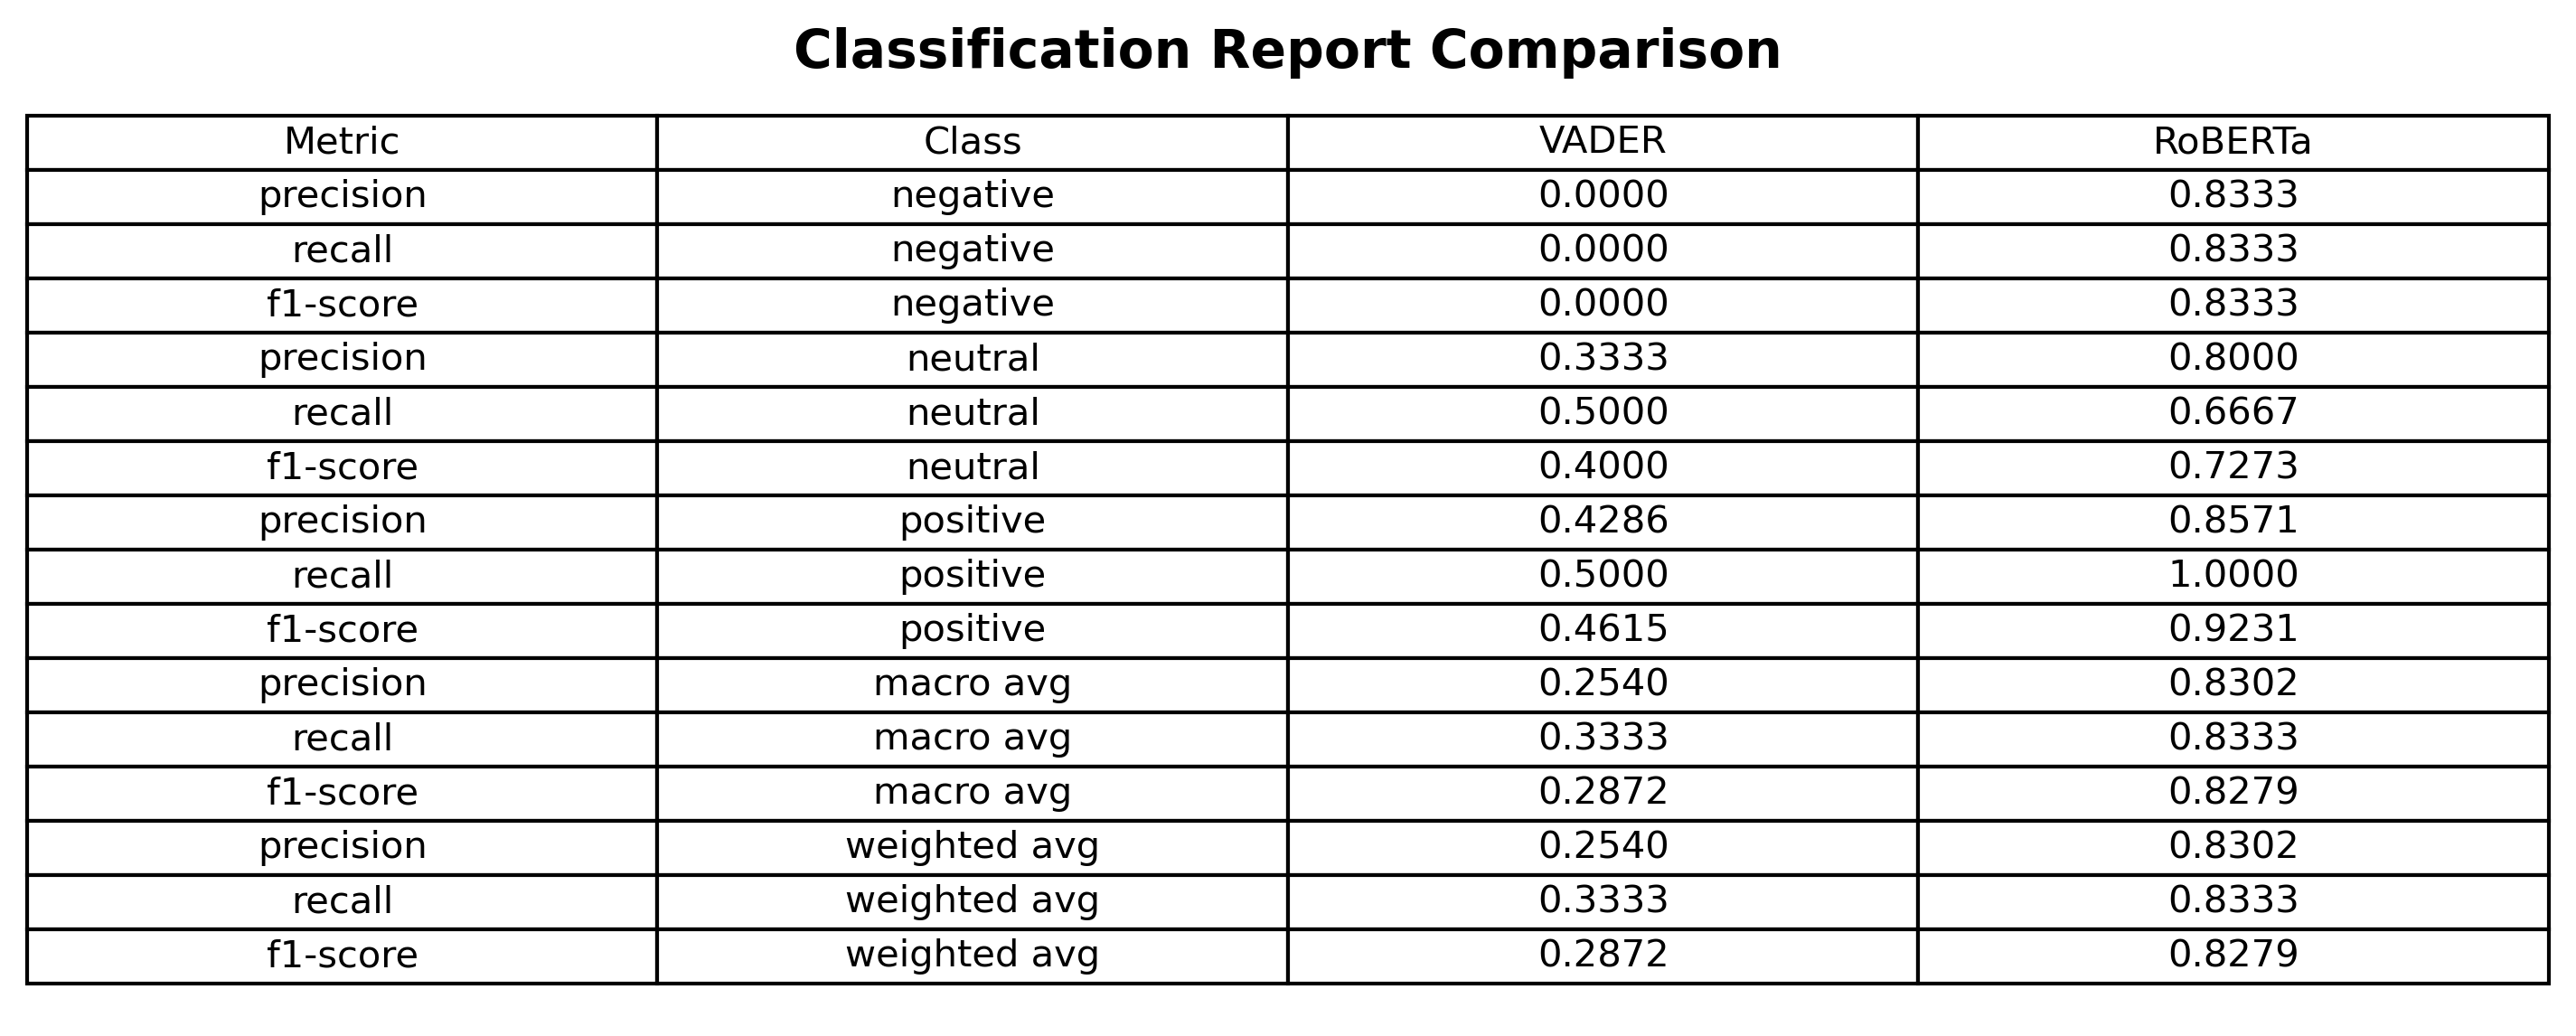 Classification Report Comparison
Metric Class VADER RoBERTa
precision negative 0.0000 0.8333
recall negative 0.0000 0.8333
f1-score negative 0.0000 0.8333
precision neutral 0.3333 0.8000
recall neutral 0.5000 0.6667
f1-score neutral 0.4000 0.7273
precision positive 0.4286 0.8571
recall positive 0.5000 1.0000
f1-score positive 0.4615 0.9231
precision macro avg 0.2540 0.8302
recall macro avg 0.3333 0.8333
f1-score macro avg 0.2872 0.8279
precision weighted avg 0.2540 0.8302
recall weighted avg 0.3333 0.8333
f1-score weighted avg 0.2872 0.8279